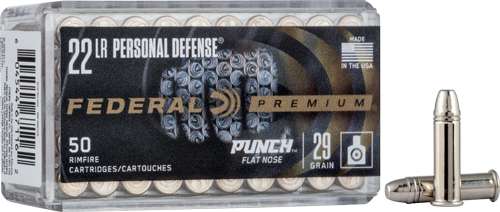 22 LR PERSONAL DEFENSE®
MADE
IN THE USA
FEDERAL PREMIUM
50
RIMFIRE
CARTRIDGES/CARTOUCHES
PUNCH
FLAT NOSE
29
GRAIN